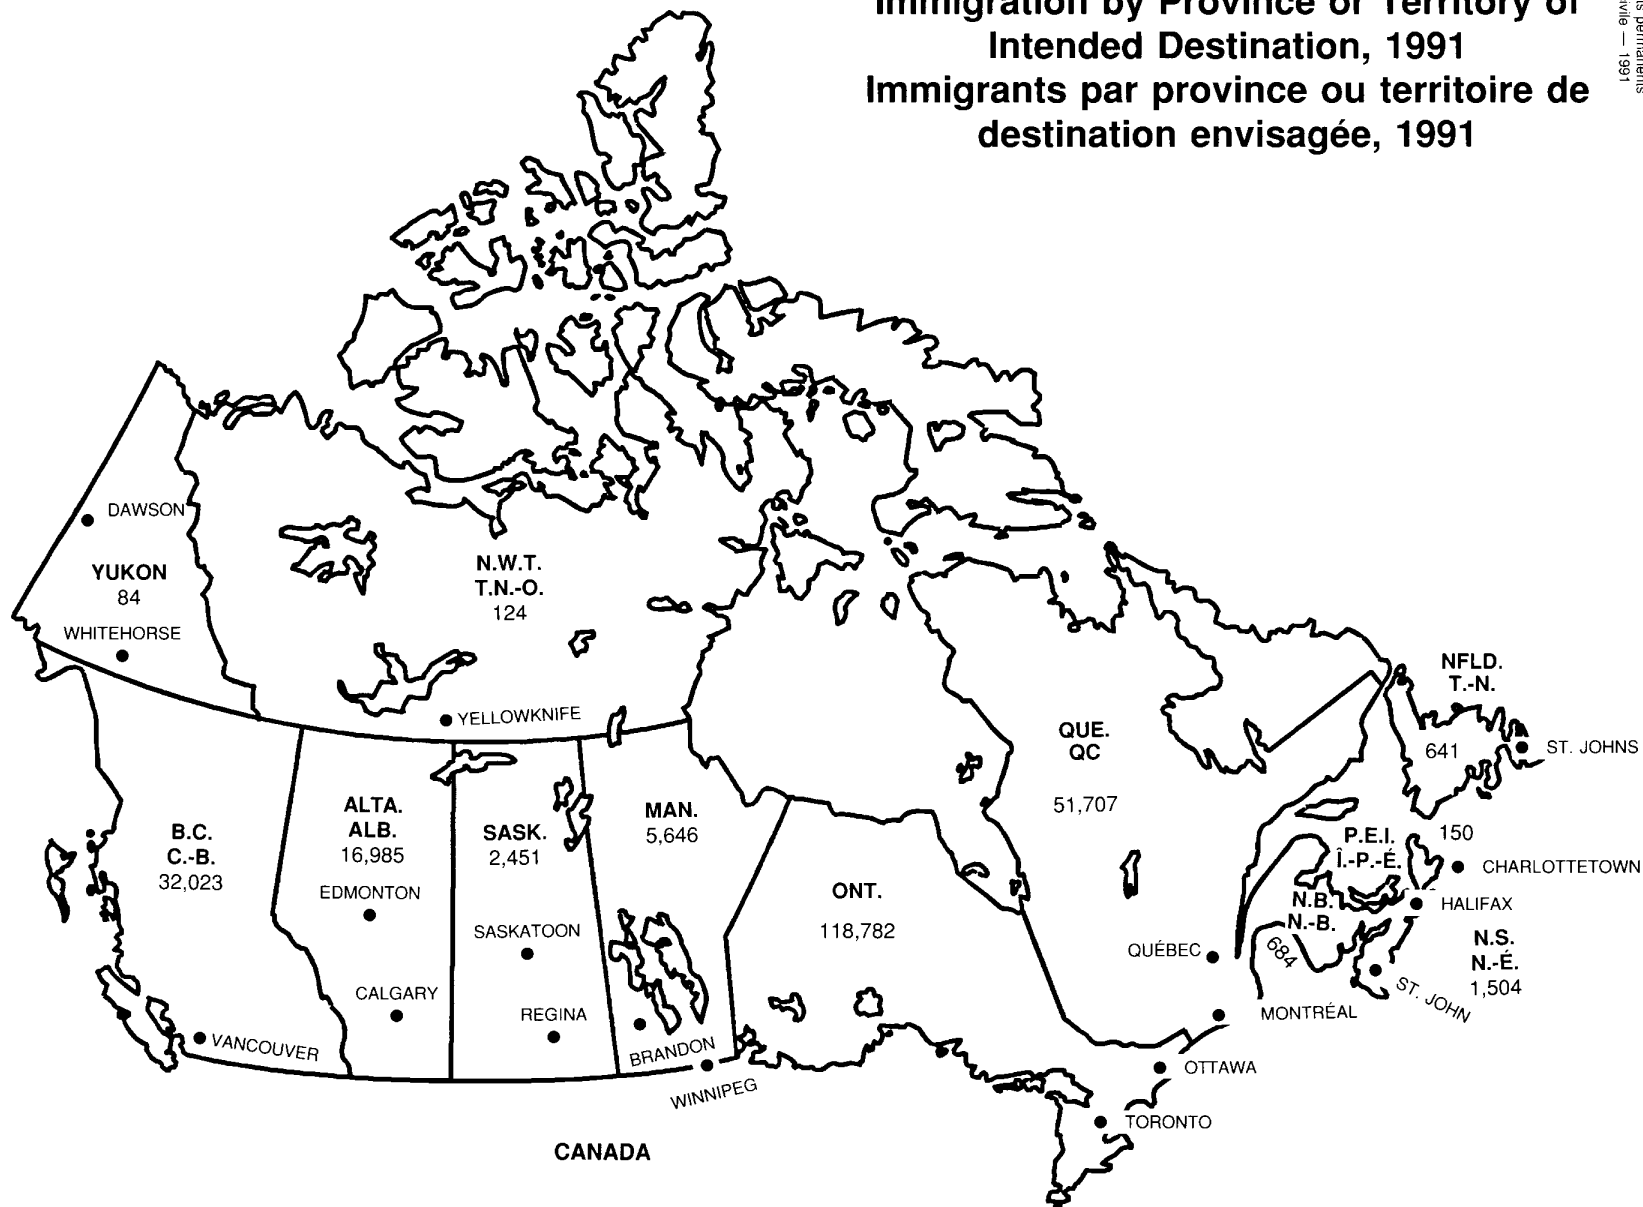 Immigration by Province or Territory of
Intended Destination, 1991
Immigrants par province ou territoire de
destination envisagée, 1991
permanents
— 1991
DAWSON
YUKON
84
WHITEHORSE
N.W.T.
T.N.-O.
124
YELLOWKNIFE
B.C.
C.-B.
32,023
VANCOUVER
ALTA.
ALB.
16,985
EDMONTON
CALGARY
SASK.
2,451
SASKATOON
REGINA
MAN.
5,646
BRANDON
WINNIPEG
ONT.
118,782
OTTAWA
TORONTO
QUE.
QC
51,707
QUÉBEC
MONTRÉAL
NFLD.
T.-N.
641
ST. JOHNS
P.E.I.
Î.-P.-É.
150
CHARLOTTETOWN
HALIFAX
N.B.
N.-B.
684
ST. JOHN
N.S.
N.-É.
1,504
CANADA